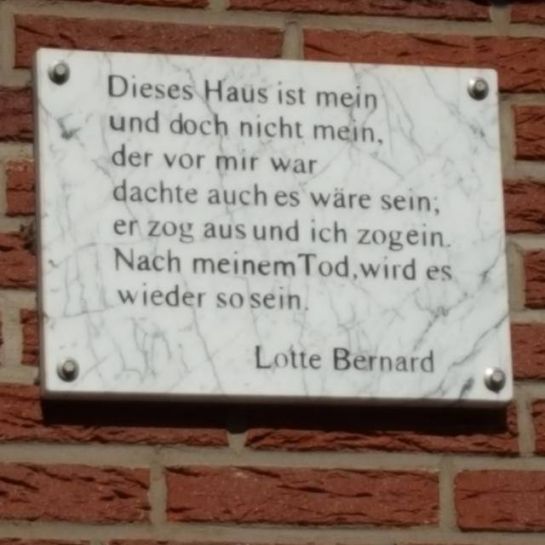 Dieses Haus ist mein
und doch nicht mein,
der vor mir war
dachte auch es wäre sein;
er zog aus und ich zog ein.
Nach meinem Tod, wird es
wieder so sein.
Lotte Bernard